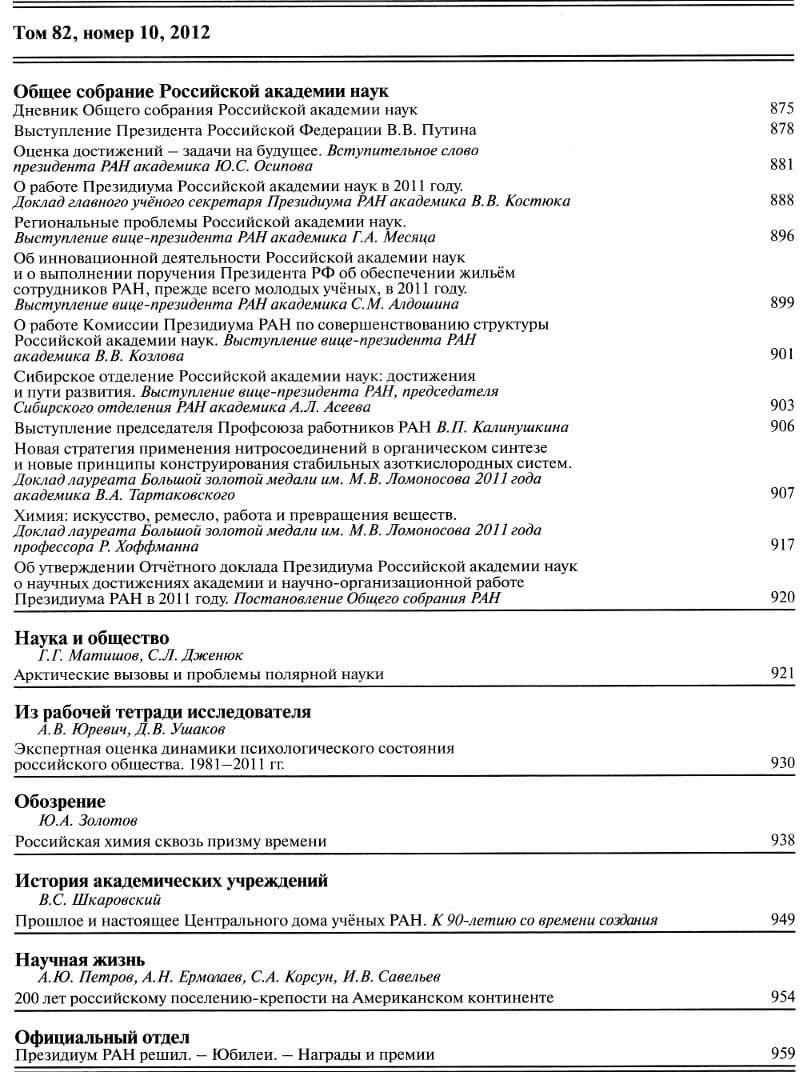 Том 82, номер 10, 2012
Общее собрание Российской академии наук
Дневник Общего собрания Российской академии наук 875
Выступление Президента Российской Федерации В.В. Путина 878
Оценка достижений – задачи на будущее. Вступительное слово
президента РАН академика Ю.С. Осипова 881
О работе Президиума Российской академии наук в 2011 году.
Доклад главного учёного секретаря Президиума РАН академика В.В. Костюка 888
Региональные проблемы Российской академии наук.
Выступление вице-президента РАН академика Г.А. Месяца 896
Об инновационной деятельности Российской академии наук
и о выполнении поручения Президента РФ об обеспечении жильём
сотрудников РАН, прежде всего молодых учёных, в 2011 году.
Выступление вице-президента РАН академика С.М. Алдошина 899
О работе Комиссии Президиума РАН по совершенствованию структуры
Российской академии наук. Выступление вице-президента РАН
академика В.В. Козлова 901
Сибирское отделение Российской академии наук: достижения
и пути развития. Выступление вице-президента РАН, председателя
Сибирского отделения РАН академика А.Л. Асеева 903
Выступление председателя Профсоюза работников РАН В.П. Калинушкина 906
Новая стратегия применения нитросоединений в органическом синтезе
и новые принципы конструирования стабильных азоткислородных систем.
Доклад лауреата Большой золотой медали им. М.В. Ломоносова 2011 года
академика В.А. Тартаковского 907
Химия: искусство, ремесло, работа и превращения веществ.
Доклад лауреата Большой золотой медали им. М.В. Ломоносова 2011 года
профессора Р. Хоффманна 917
Об утверждении Отчётного доклада Президиума Российской академии наук
о научных достижениях академии и научно-организационной работе
Президиума РАН в 2011 году. Постановление Общего собрания РАН 920
Наука и общество
Г.Г. Матишов, С.Л. Дженюк
Арктические вызовы и проблемы полярной науки 921
Из рабочей тетради исследователя
А.В. Юревич, Д.В. Ушаков
Экспертная оценка динамики психологического состояния
российского общества. 1981–2011 гг. 930
Обозрение
Ю.А. Золотов
Российская химия сквозь призму времени 938
История академических учреждений
В.С. Шкаровский
Прошлое и настоящее Центрального дома учёных РАН. К 90-летию со времени создания 949
Научная жизнь
А.Ю. Петров, А.Н. Ермолаев, С.А. Корсун, И.В. Савельев
200 лет российскому поселению-крепости на Американском континенте 954
Официальный отдел
Президиум РАН решил. – Юбилеи. – Награды и премии 959